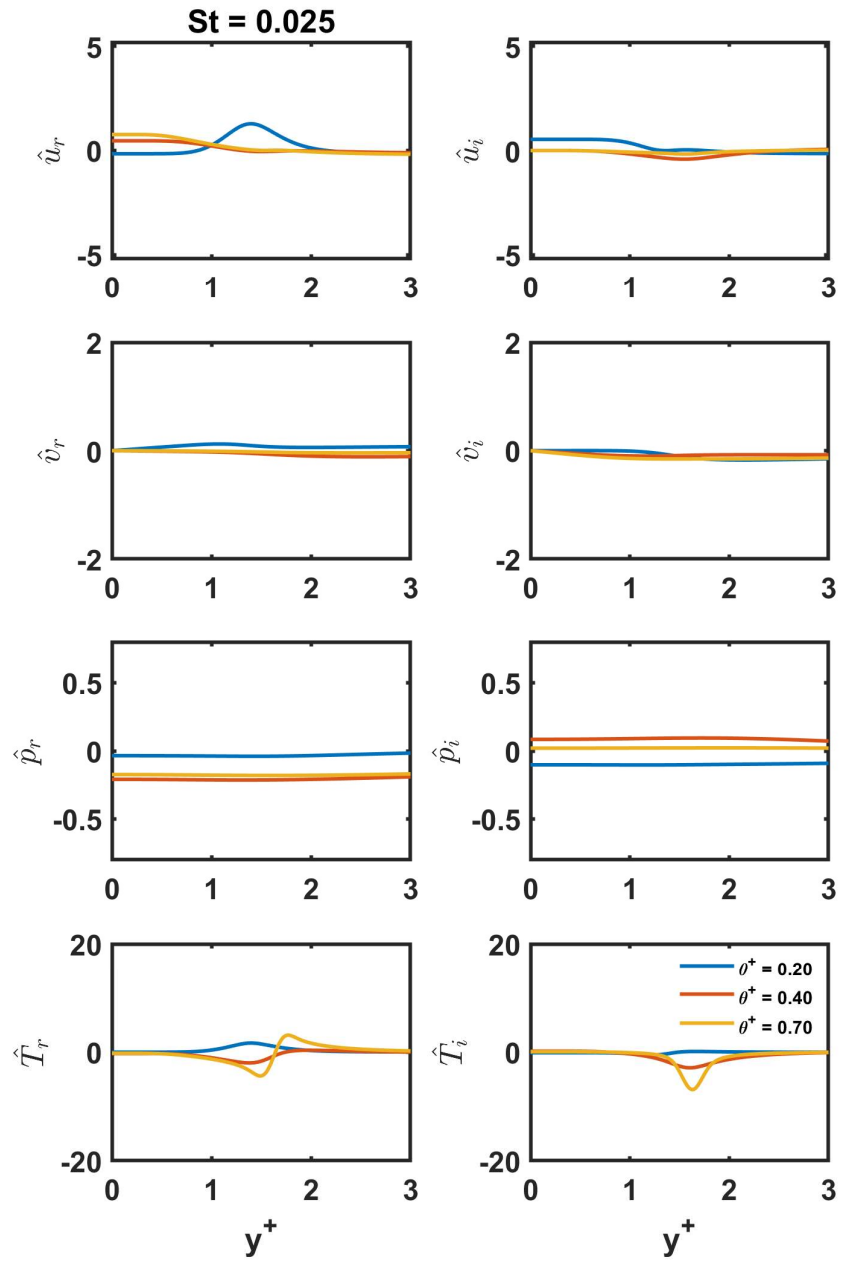 St = 0.025
5
0
-5
û_r
0 1 2 3
5
0
-5
û_i
0 1 2 3
2
0
-2
v̂_r
0 1 2 3
2
0
-2
v̂_i
0 1 2 3
0.5
0
-0.5
p̂_r
0 1 2 3
0.5
0
-0.5
p̂_i
0 1 2 3
20
0
-20
T̂_r
0 1 2 3
y⁺
20
0
-20
T̂_i
θ⁺ = 0.20
θ⁺ = 0.40
θ⁺ = 0.70
0 1 2 3
y⁺